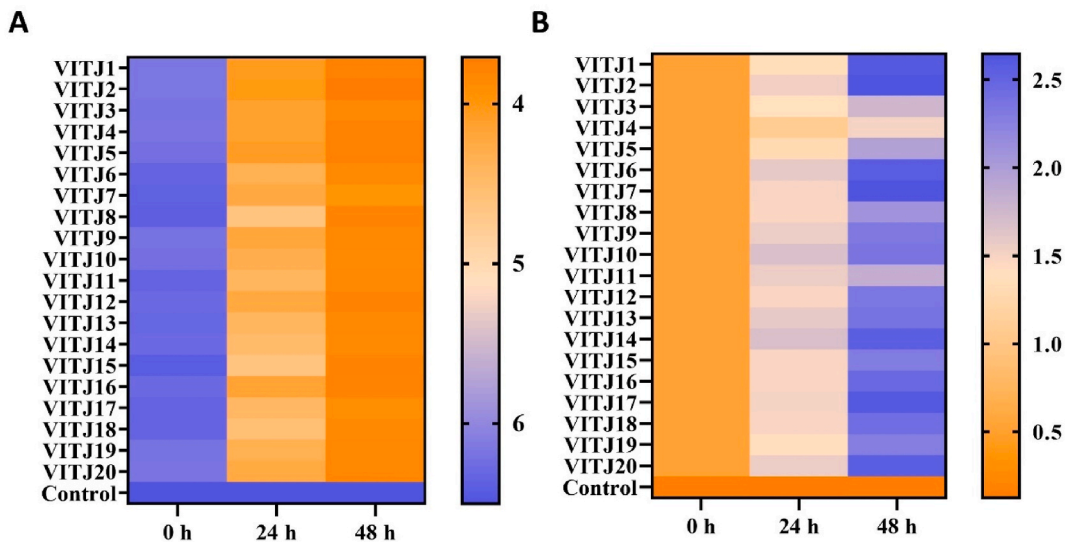 A
VITJ1
VITJ2
VITJ3
VITJ4
VITJ5
VITJ6
VITJ7
VITJ8
VITJ9
VITJ10
VITJ11
VITJ12
VITJ13
VITJ14
VITJ15
VITJ16
VITJ17
VITJ18
VITJ19
VITJ20
Control
0 h 24 h 48 h
4
5
6
B
VITJ1
VITJ2
VITJ3
VITJ4
VITJ5
VITJ6
VITJ7
VITJ8
VITJ9
VITJ10
VITJ11
VITJ12
VITJ13
VITJ14
VITJ15
VITJ16
VITJ17
VITJ18
VITJ19
VITJ20
Control
0 h 24 h 48 h
2.5
2.0
1.5
1.0
0.5